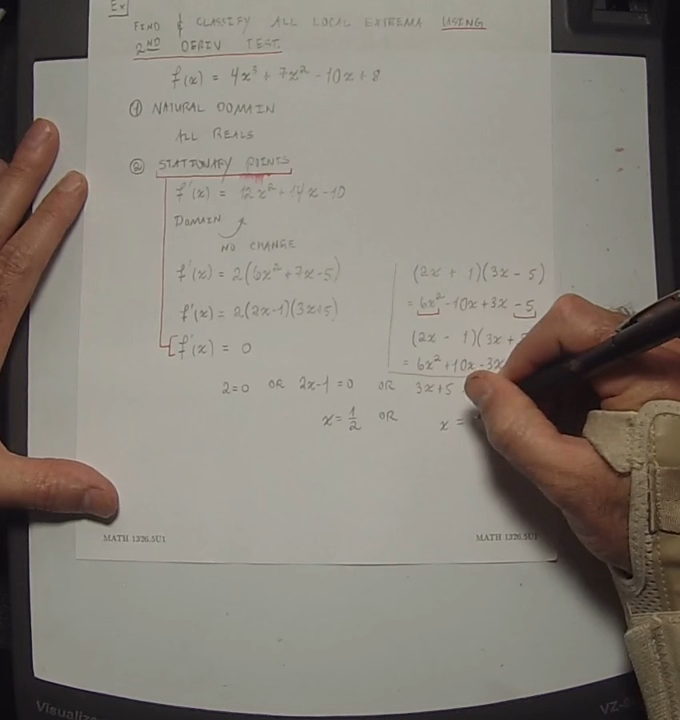 Ex
FIND & CLASSIFY ALL LOCAL EXTREMA USING
2ND DERIV TEST.
f(x) = 4x³ + 7x² - 10x + 8
① NATURAL DOMAIN
ALL REALS
② STATIONARY POINTS
f'(x) = 12x² + 14x - 10
DOMAIN
NO CHANGE
f'(x) = 2(6x² + 7x - 5)
f'(x) = 2(2x-1)(3x+5)
f'(x) = 0
2=0 OR 2x-1=0 OR 3x+5
x = 1/2 OR x =
(2x + 1)(3x - 5)
= 6x² - 10x + 3x - 5
(2x - 1)(3x +
= 6x² + 10x - 3x
MATH 1326.5U1 MATH 1326.5U1
Visualize